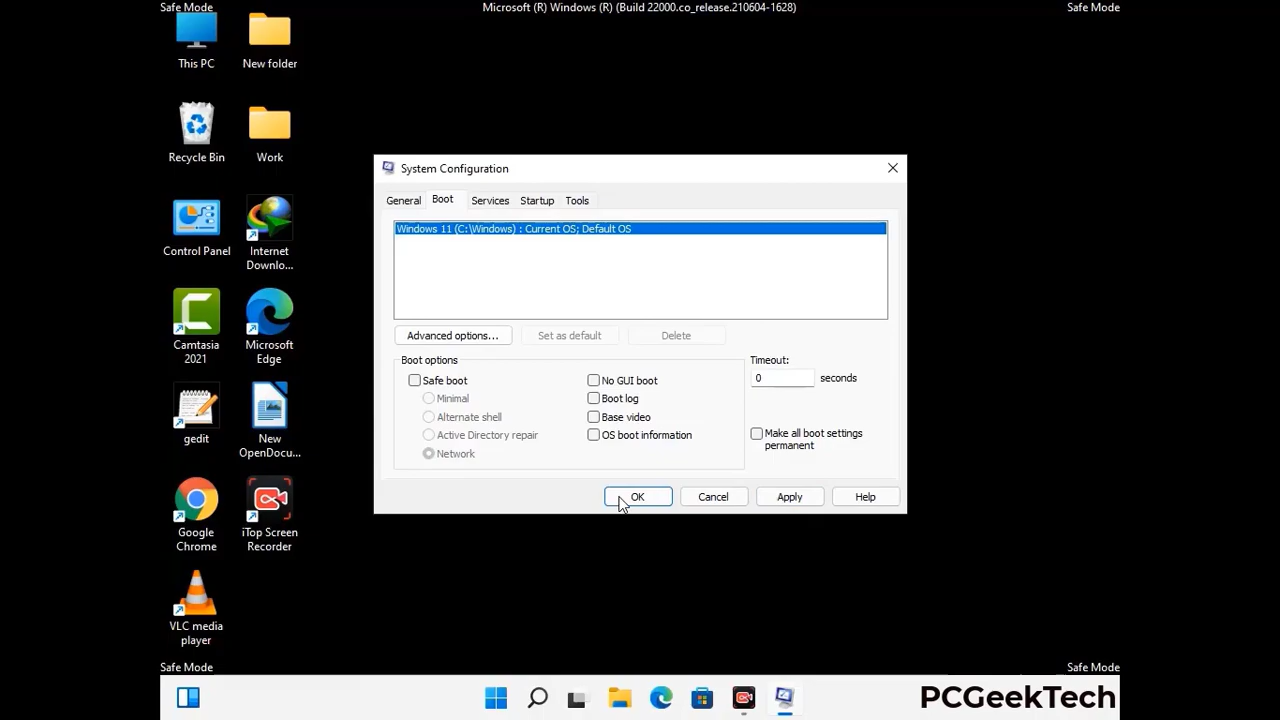 Safe Mode
Microsoft (R) Windows (R) (Build 22000.co_release.210604-1628)
Safe Mode
This PC
New folder
Recycle Bin
Work
Control Panel
Internet
Downlo...
Camtasia
2021
Microsoft
Edge
gedit
New
OpenDocu...
Google
Chrome
iTop Screen
Recorder
VLC media
player
System Configuration
General
Boot
Services
Startup
Tools
Windows 11 (C:\Windows) : Current OS; Default OS
Advanced options...
Set as default
Delete
Boot options
Safe boot
Minimal
Alternate shell
Active Directory repair
Network
No GUI boot
Boot log
Base video
OS boot information
Timeout:
0 seconds
Make all boot settings
permanent
OK
Cancel
Apply
Help
Safe Mode
Safe Mode
PCGeekTech